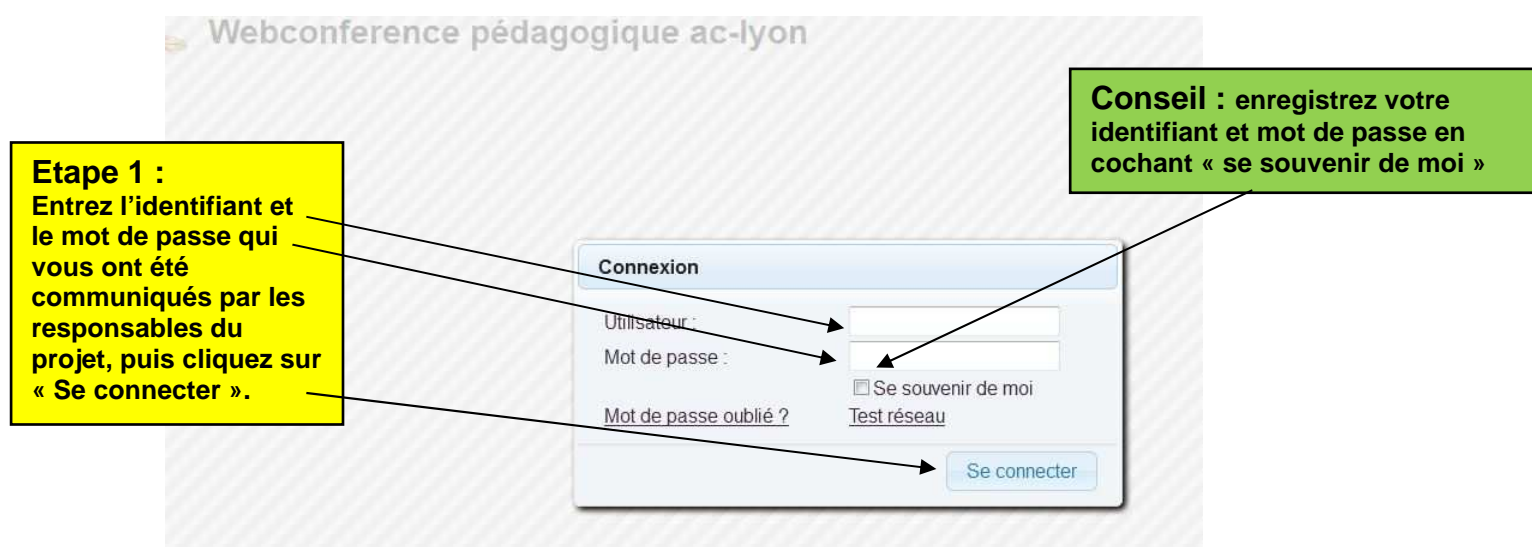 Webconference pédagogique ac-lyon
Conseil : enregistrez votre
identifiant et mot de passe en
cochant « se souvenir de moi »
Etape 1 :
Entrez l’identifiant et
le mot de passe qui
vous ont été
communiqués par les
responsables du
projet, puis cliquez sur
« Se connecter ».
Connexion
Utilisateur :
Mot de passe :
Se souvenir de moi
Mot de passe oublié ? Test réseau
Se connecter